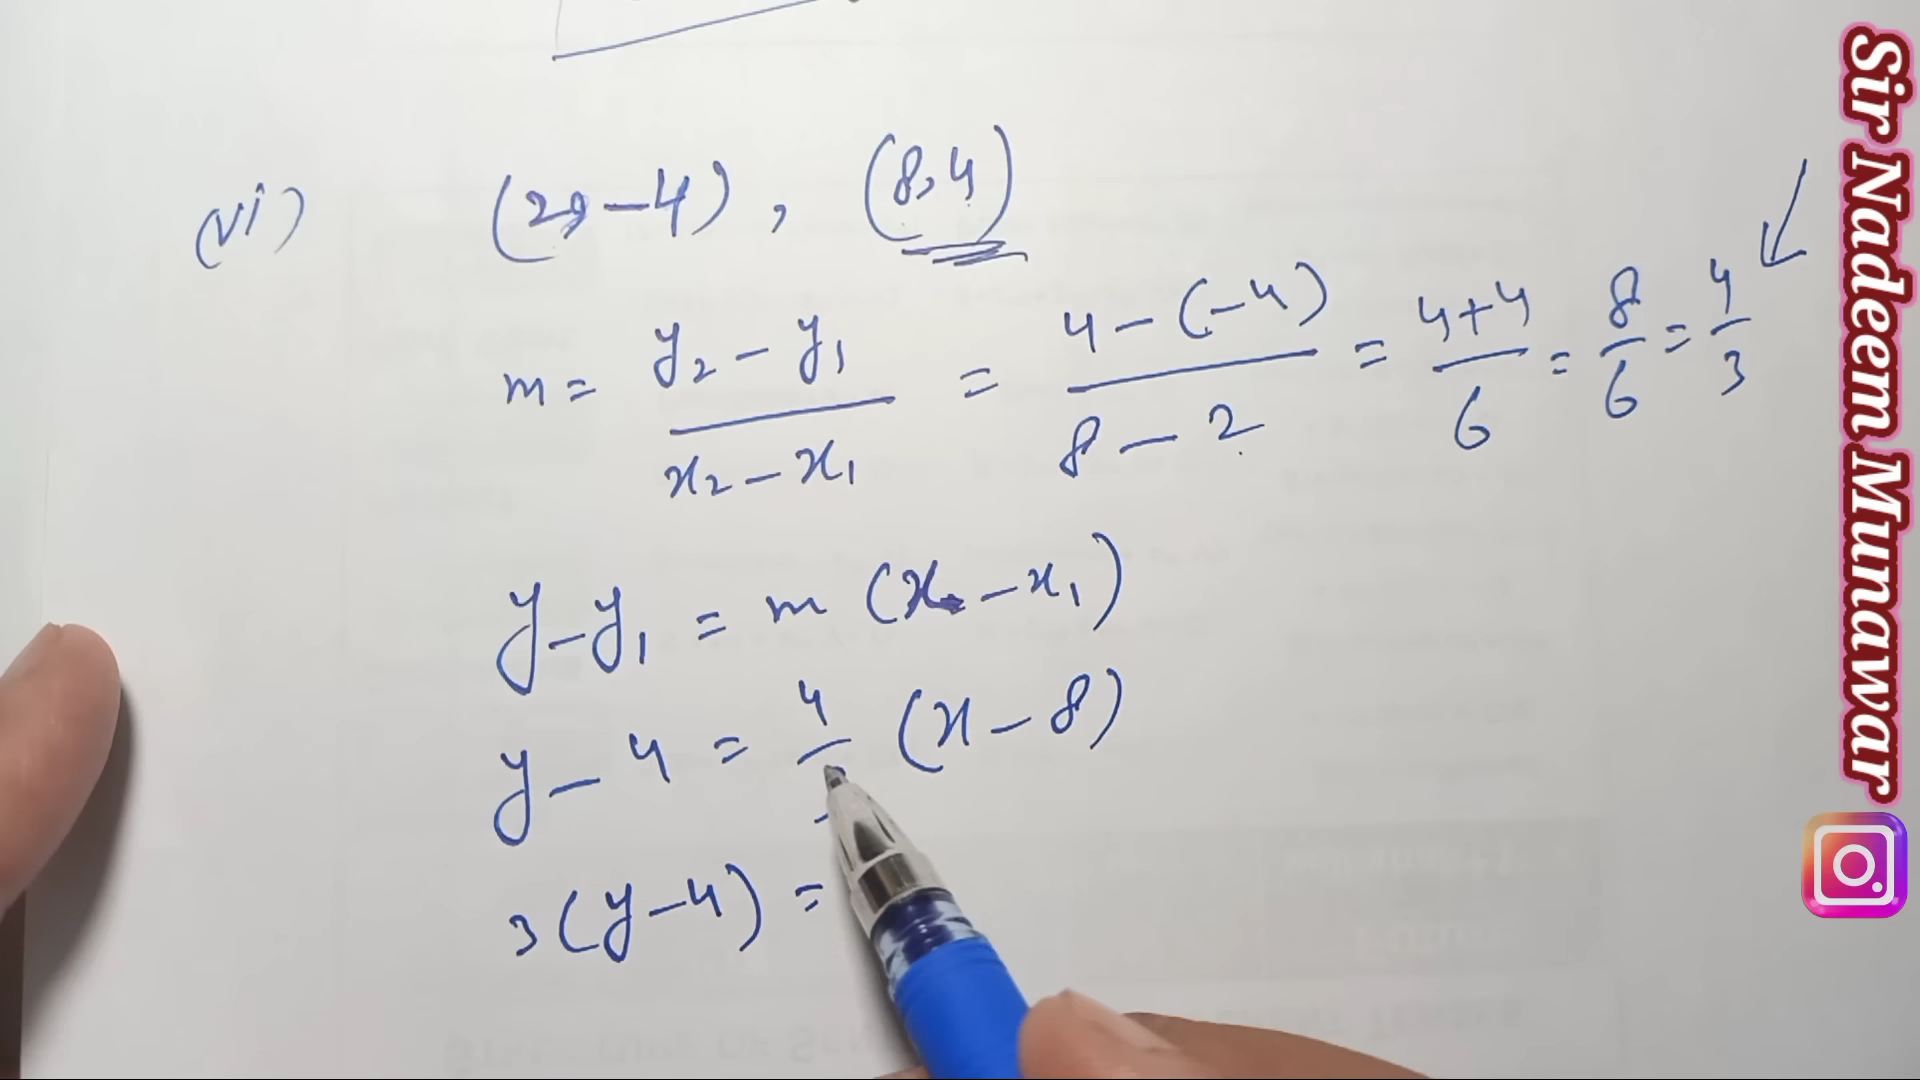 (vi) (2, -4), (8, 4)
m = y₂ - y₁ / x₂ - x₁ = 4 - (-4) / 8 - 2 = 4+4 / 6 = 8/6 = 4/3
y - y₁ = m (x - x₁)
y - 4 = 4/ (x - 8)
3(y-4) =
Sir Nadeem Munawar